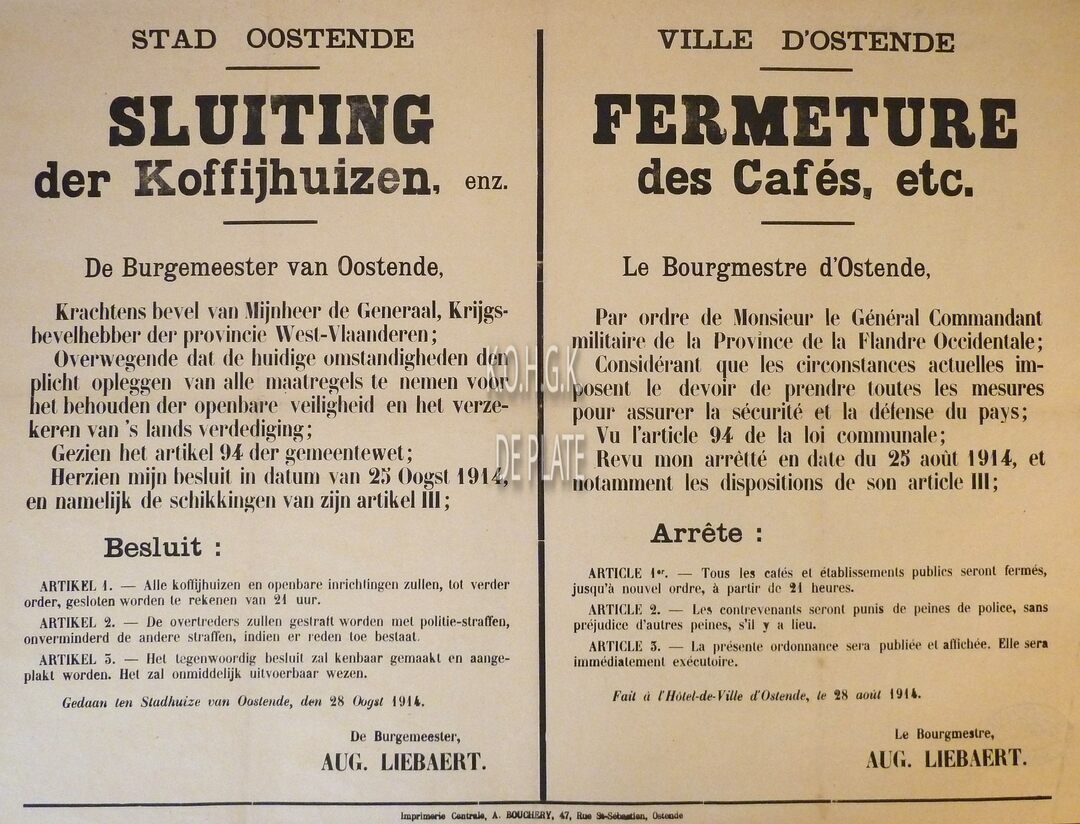 STAD OOSTENDE
SLUITING
der Koffijhuizen, enz.
De Burgemeester van Oostende,
Krachtens bevel van Mijnheer de Generaal, Krijgs-
bevelhebber der provincie West-Vlaanderen;
Overwegende dat de huidige omstandigheden den
plicht opleggen van alle maatregels te nemen voor
het behouden der openbare veiligheid en het verze-
keren van 's lands verdediging;
Gezien het artikel 94 der gemeentewet;
Herzien mijn besluit in datum van 25 Oogst 1914,
en namelijk de schikkingen van zijn artikel III;
Besluit :
ARTIKEL 1. — Alle koffijhuizen en openbare inrichtingen zullen, tot verder
order, gesloten worden te rekenen van 21 uur.
ARTIKEL 2. — De overtreders zullen gestraft worden met politie-straffen,
onverminderd de andere straffen, indien er reden toe bestaat.
ARTIKEL 3. — Het tegenwoordig besluit zal kenbaar gemaakt en aange-
plakt worden. Het zal onmiddelijk uitvoerbaar wezen.
Gedaan ten Stadhuize van Oostende, den 28 Oogst 1914.
De Burgemeester,
AUG. LIEBAERT.
VILLE D'OSTENDE
FERMETURE
des Cafés, etc.
Le Bourgmestre d'Ostende,
Par ordre de Monsieur le Général Commandant
militaire de la Province de la Flandre Occidentale;
Considérant que les circonstances actuelles im-
posent le devoir de prendre toutes les mesures
pour assurer la sécurité et la défense du pays;
Vu l'article 94 de la loi communale;
Revu mon arrêtté en date du 25 août 1914, et
notamment les dispositions de son article III;
Arrête :
ARTICLE 1er. — Tous les cafés et établissements publics seront fermés,
jusqu'à nouvel ordre, à partir de 21 heures.
ARTICLE 2. — Les contrevenants seront punis de peines de police, sans
préjudice d'autres peines, s'il y a lieu.
ARTICLE 3. — La présente ordonnance sera publiée et affichée. Elle sera
immédiatement exécutoire.
Fait à l'Hôtel-de-Ville d'Ostende, le 28 août 1914.
Le Bourgmestre,
AUG. LIEBAERT.
Imprimerie Centrale, A. BOUCHERY, 47, Rue St-Sébastien, Ostende
K.O.H.G.K
DE PLATE